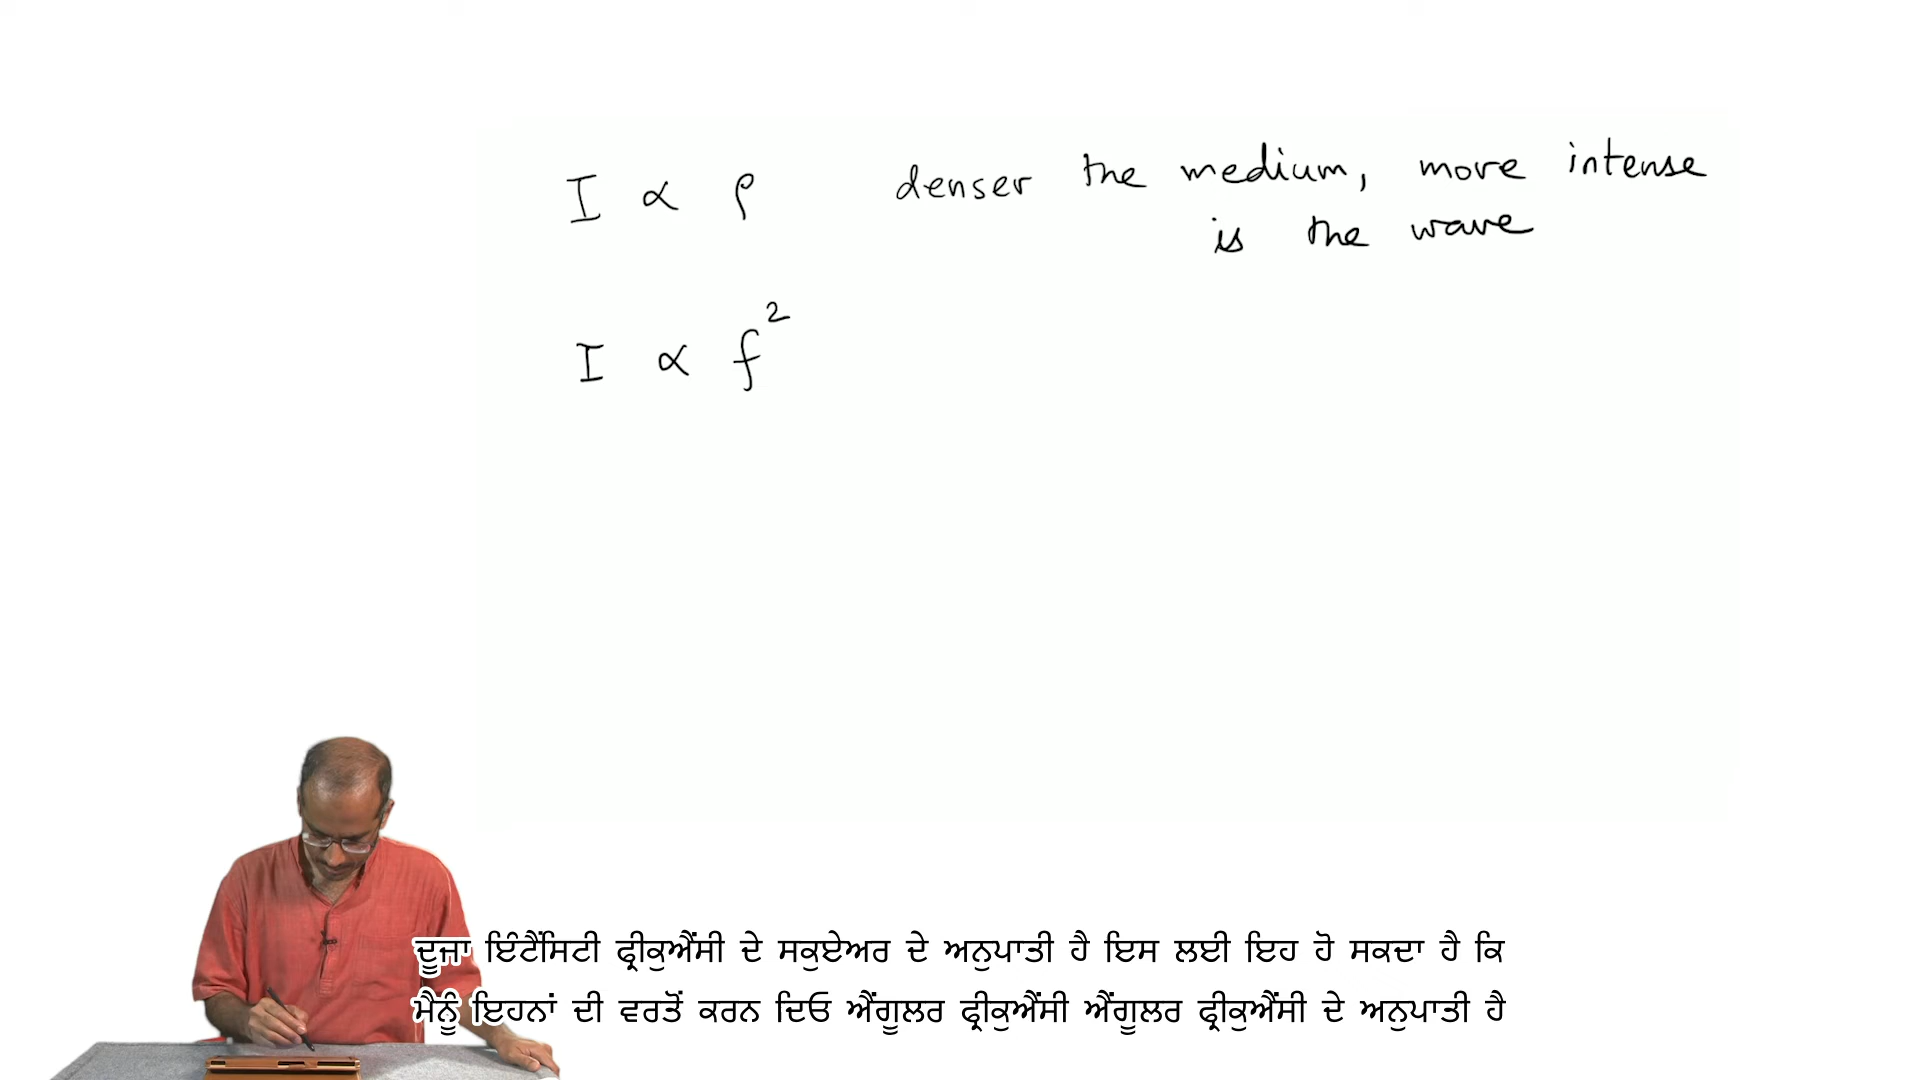 I ∝ ρ denser the medium, more intense
is the wave
I ∝ f²
ਦੂਜਾ ਇੰਟੈਂਸਿਟੀ ਫ੍ਰੀਕੁਐਂਸੀ ਦੇ ਸਕੁਏਅਰ ਦੇ ਅਨੁਪਾਤੀ ਹੈ ਇਸ ਲਈ ਇਹ ਹੋ ਸਕਦਾ ਹੈ ਕਿ
ਮੈਨੂੰ ਇਹਨਾਂ ਦੀ ਵਰਤੋਂ ਕਰਨ ਦਿਓ ਐਂਗੂਲਰ ਫ੍ਰੀਕੁਐਂਸੀ ਐਂਗੂਲਰ ਫ੍ਰੀਕੁਐਂਸੀ ਦੇ ਅਨੁਪਾਤੀ ਹੈ